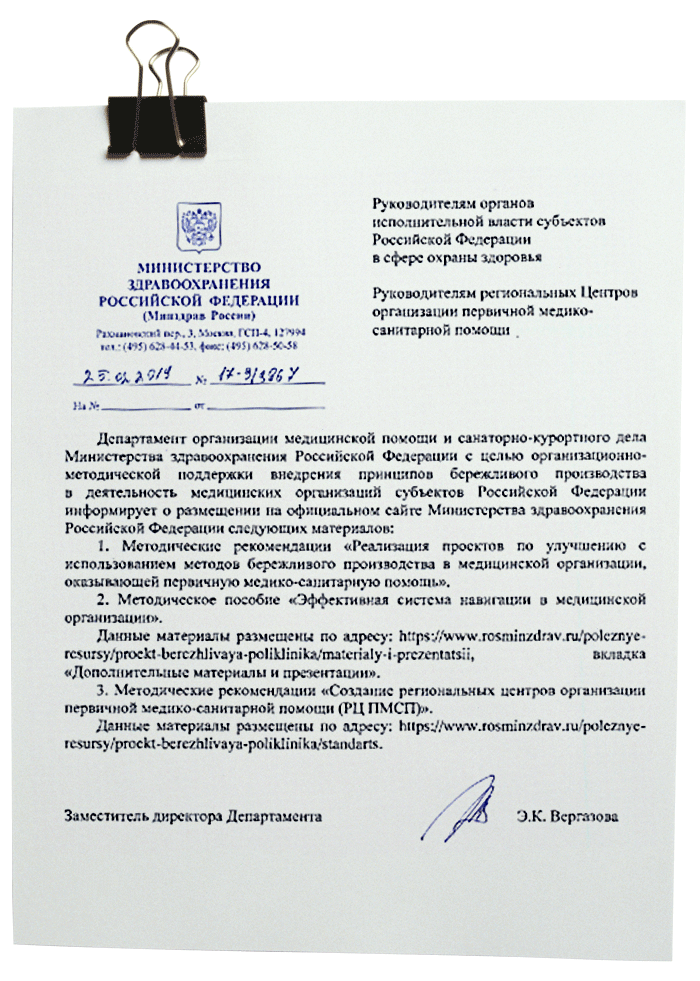 МИНИСТЕРСТВО
ЗДРАВООХРАНЕНИЯ
РОССИЙСКОЙ ФЕДЕРАЦИИ
(Минздрав России)
Рахмановский пер., 3, Москва, ГСП-4, 127994
тел.: (495) 628-44-53, факс: (495) 628-50-58
25.02.2019 № 17-9/3867
На № от
Руководителям органов
исполнительной власти субъектов
Российской Федерации
в сфере охраны здоровья
Руководителям региональных Центров
организации первичной медико-
санитарной помощи
Департамент организации медицинской помощи и санаторно-курортного дела
Министерства здравоохранения Российской Федерации с целью организационно-
методической поддержки внедрения принципов бережливого производства
в деятельность медицинских организаций субъектов Российской Федерации
информирует о размещении на официальном сайте Министерства здравоохранения
Российской Федерации следующих материалов:
1. Методические рекомендации «Реализация проектов по улучшению с
использованием методов бережливого производства в медицинской организации,
оказывающей первичную медико-санитарную помощь».
2. Методическое пособие «Эффективная система навигации в медицинской
организации».
Данные материалы размещены по адресу: https://www.rosminzdrav.ru/poleznye-
resursy/proekt-berezhlivaya-poliklinika/materialy-i-prezentatsii, вкладка
«Дополнительные материалы и презентации».
3. Методические рекомендации «Создание региональных центров организации
первичной медико-санитарной помощи (РЦ ПМСП)».
Данные материалы размещены по адресу: https://www.rosminzdrav.ru/poleznye-
resursy/proekt-berezhlivaya-poliklinika/standarts.
Заместитель директора Департамента Э.К. Вергазова